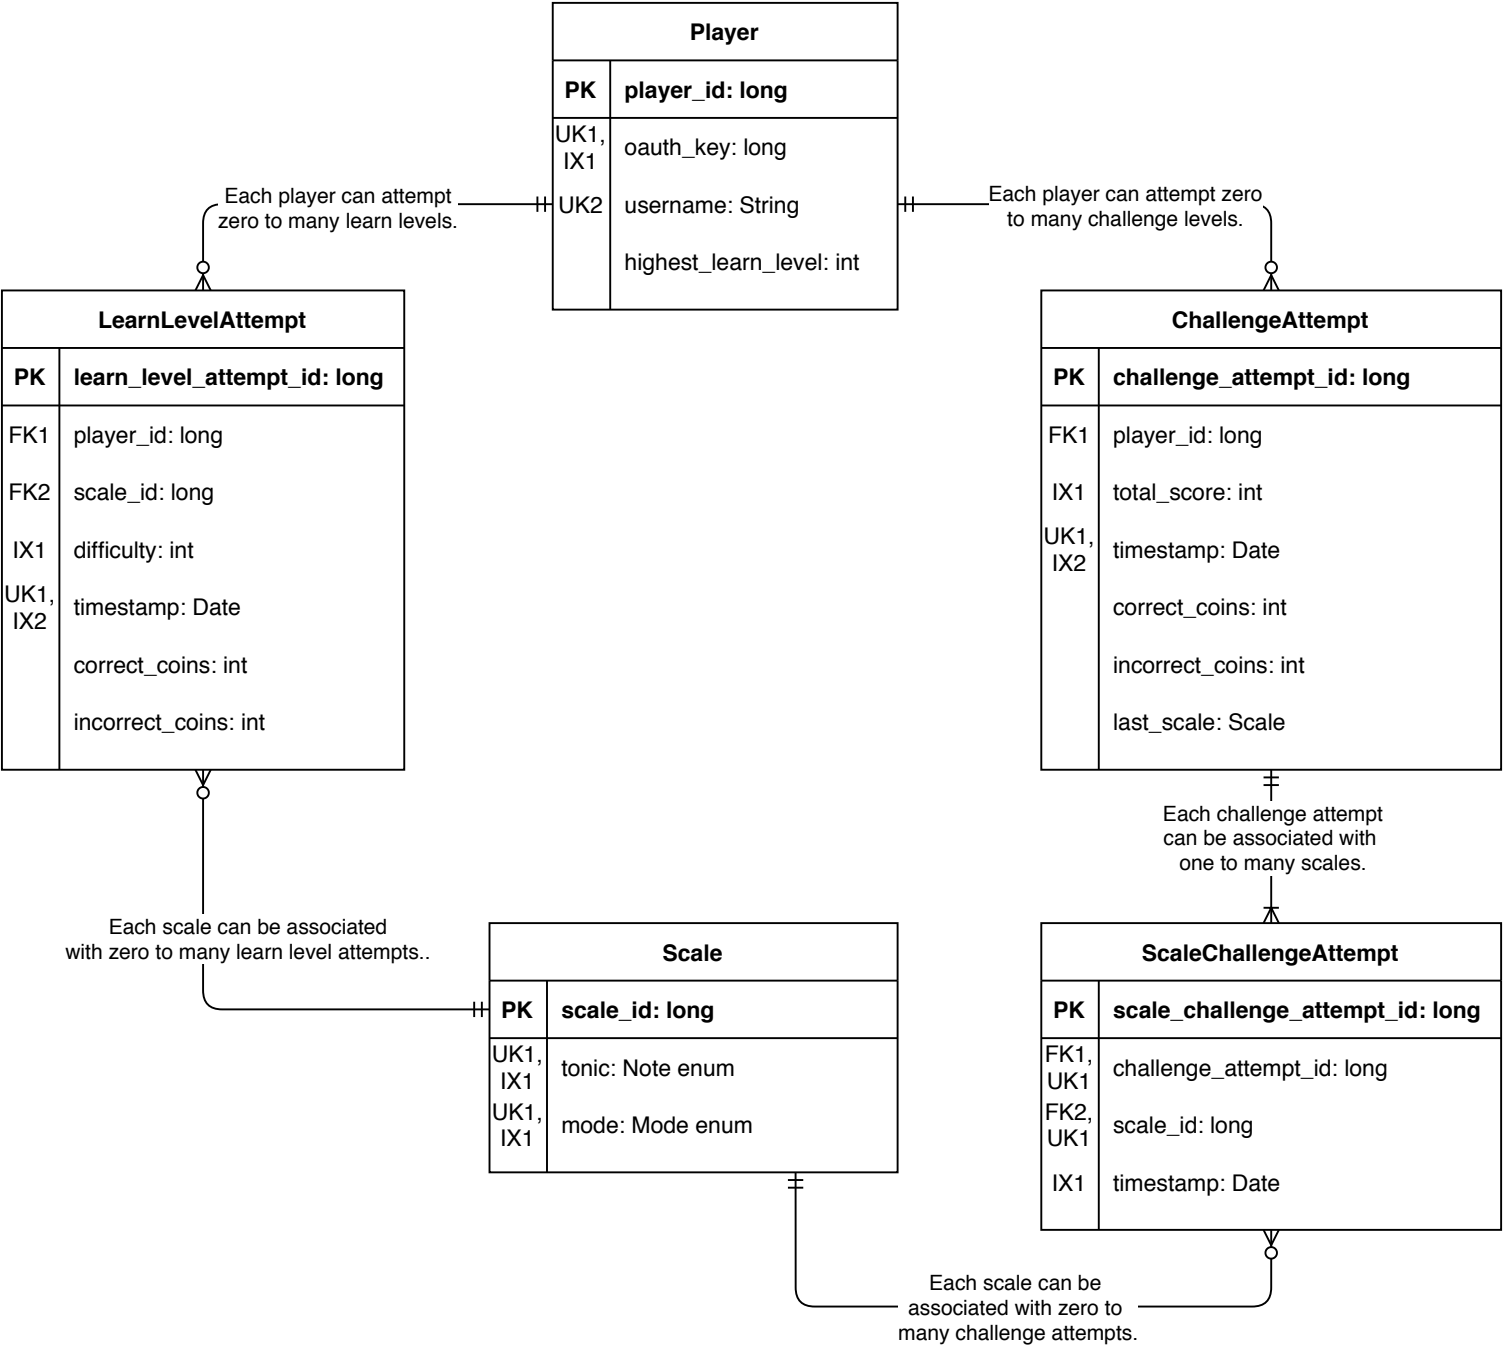 Player
PK player_id: long
UK1,
IX1
oauth_key: long
UK2 username: String
highest_learn_level: int
Each player can attempt
zero to many learn levels.
Each player can attempt zero
to many challenge levels.
LearnLevelAttempt
PK learn_level_attempt_id: long
FK1 player_id: long
FK2 scale_id: long
IX1 difficulty: int
UK1,
IX2
timestamp: Date
correct_coins: int
incorrect_coins: int
ChallengeAttempt
PK challenge_attempt_id: long
FK1 player_id: long
IX1 total_score: int
UK1,
IX2
timestamp: Date
correct_coins: int
incorrect_coins: int
last_scale: Scale
Each challenge attempt
can be associated with
one to many scales.
Each scale can be associated
with zero to many learn level attempts..
Scale
PK scale_id: long
UK1,
IX1
tonic: Note enum
UK1,
IX1
mode: Mode enum
ScaleChallengeAttempt
PK scale_challenge_attempt_id: long
FK1,
UK1
challenge_attempt_id: long
FK2,
UK1
scale_id: long
IX1 timestamp: Date
Each scale can be
associated with zero to
many challenge attempts.